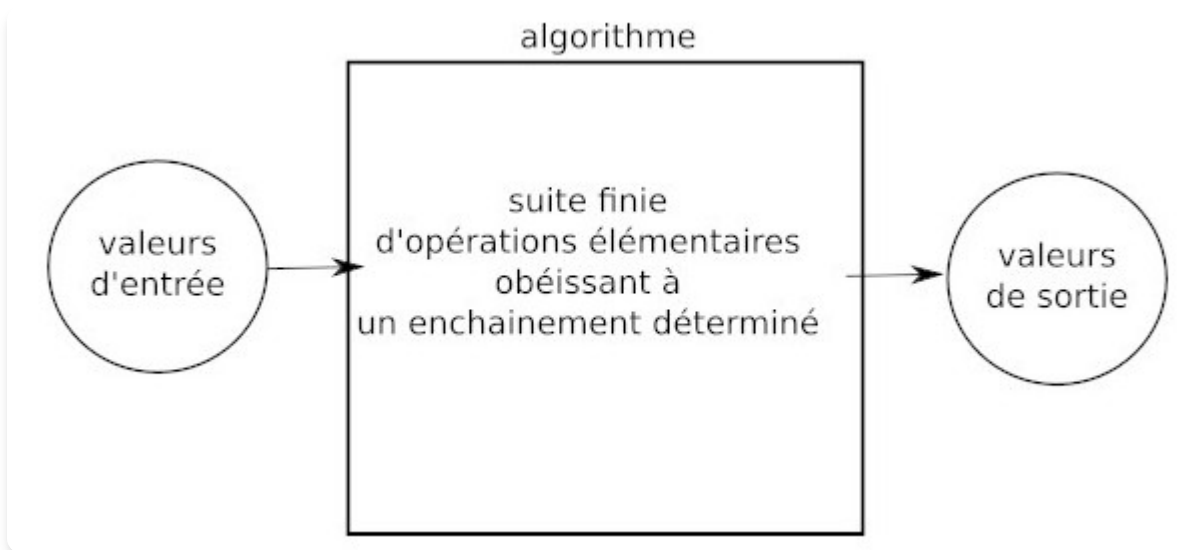 algorithme
valeurs
d'entrée
suite finie
d'opérations élémentaires
obéissant à
un enchainement déterminé
valeurs
de sortie